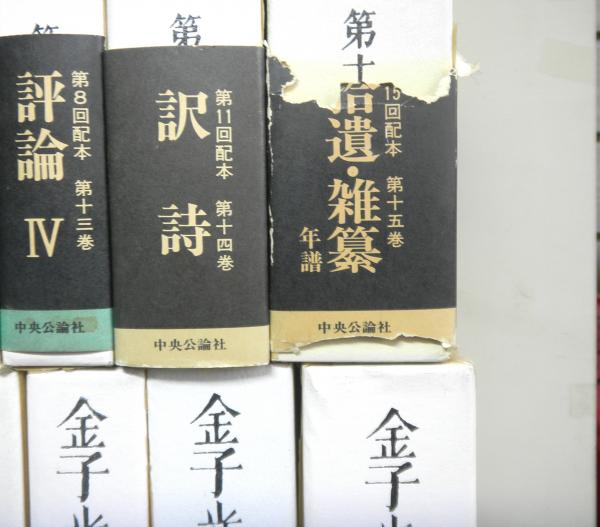 第
評論
IV
第8回配本 第十三巻
中央公論社
第
訳詩
第11回配本 第十四巻
中央公論社
第十
拾遺・雑纂
年譜
15回配本 第十五巻
中央公論社
金子
金子
金子